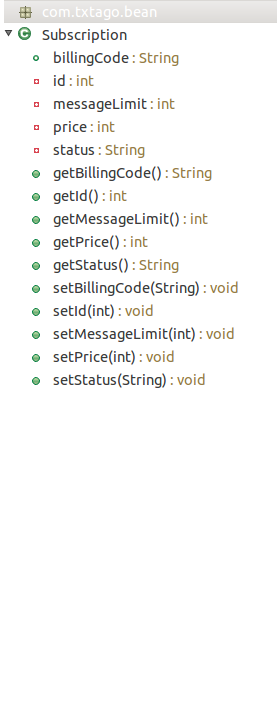 com.txtago.bean
Subscription
billingCode : String
id : int
messageLimit : int
price : int
status : String
getBillingCode() : String
getId() : int
getMessageLimit() : int
getPrice() : int
getStatus() : String
setBillingCode(String) : void
setId(int) : void
setMessageLimit(int) : void
setPrice(int) : void
setStatus(String) : void